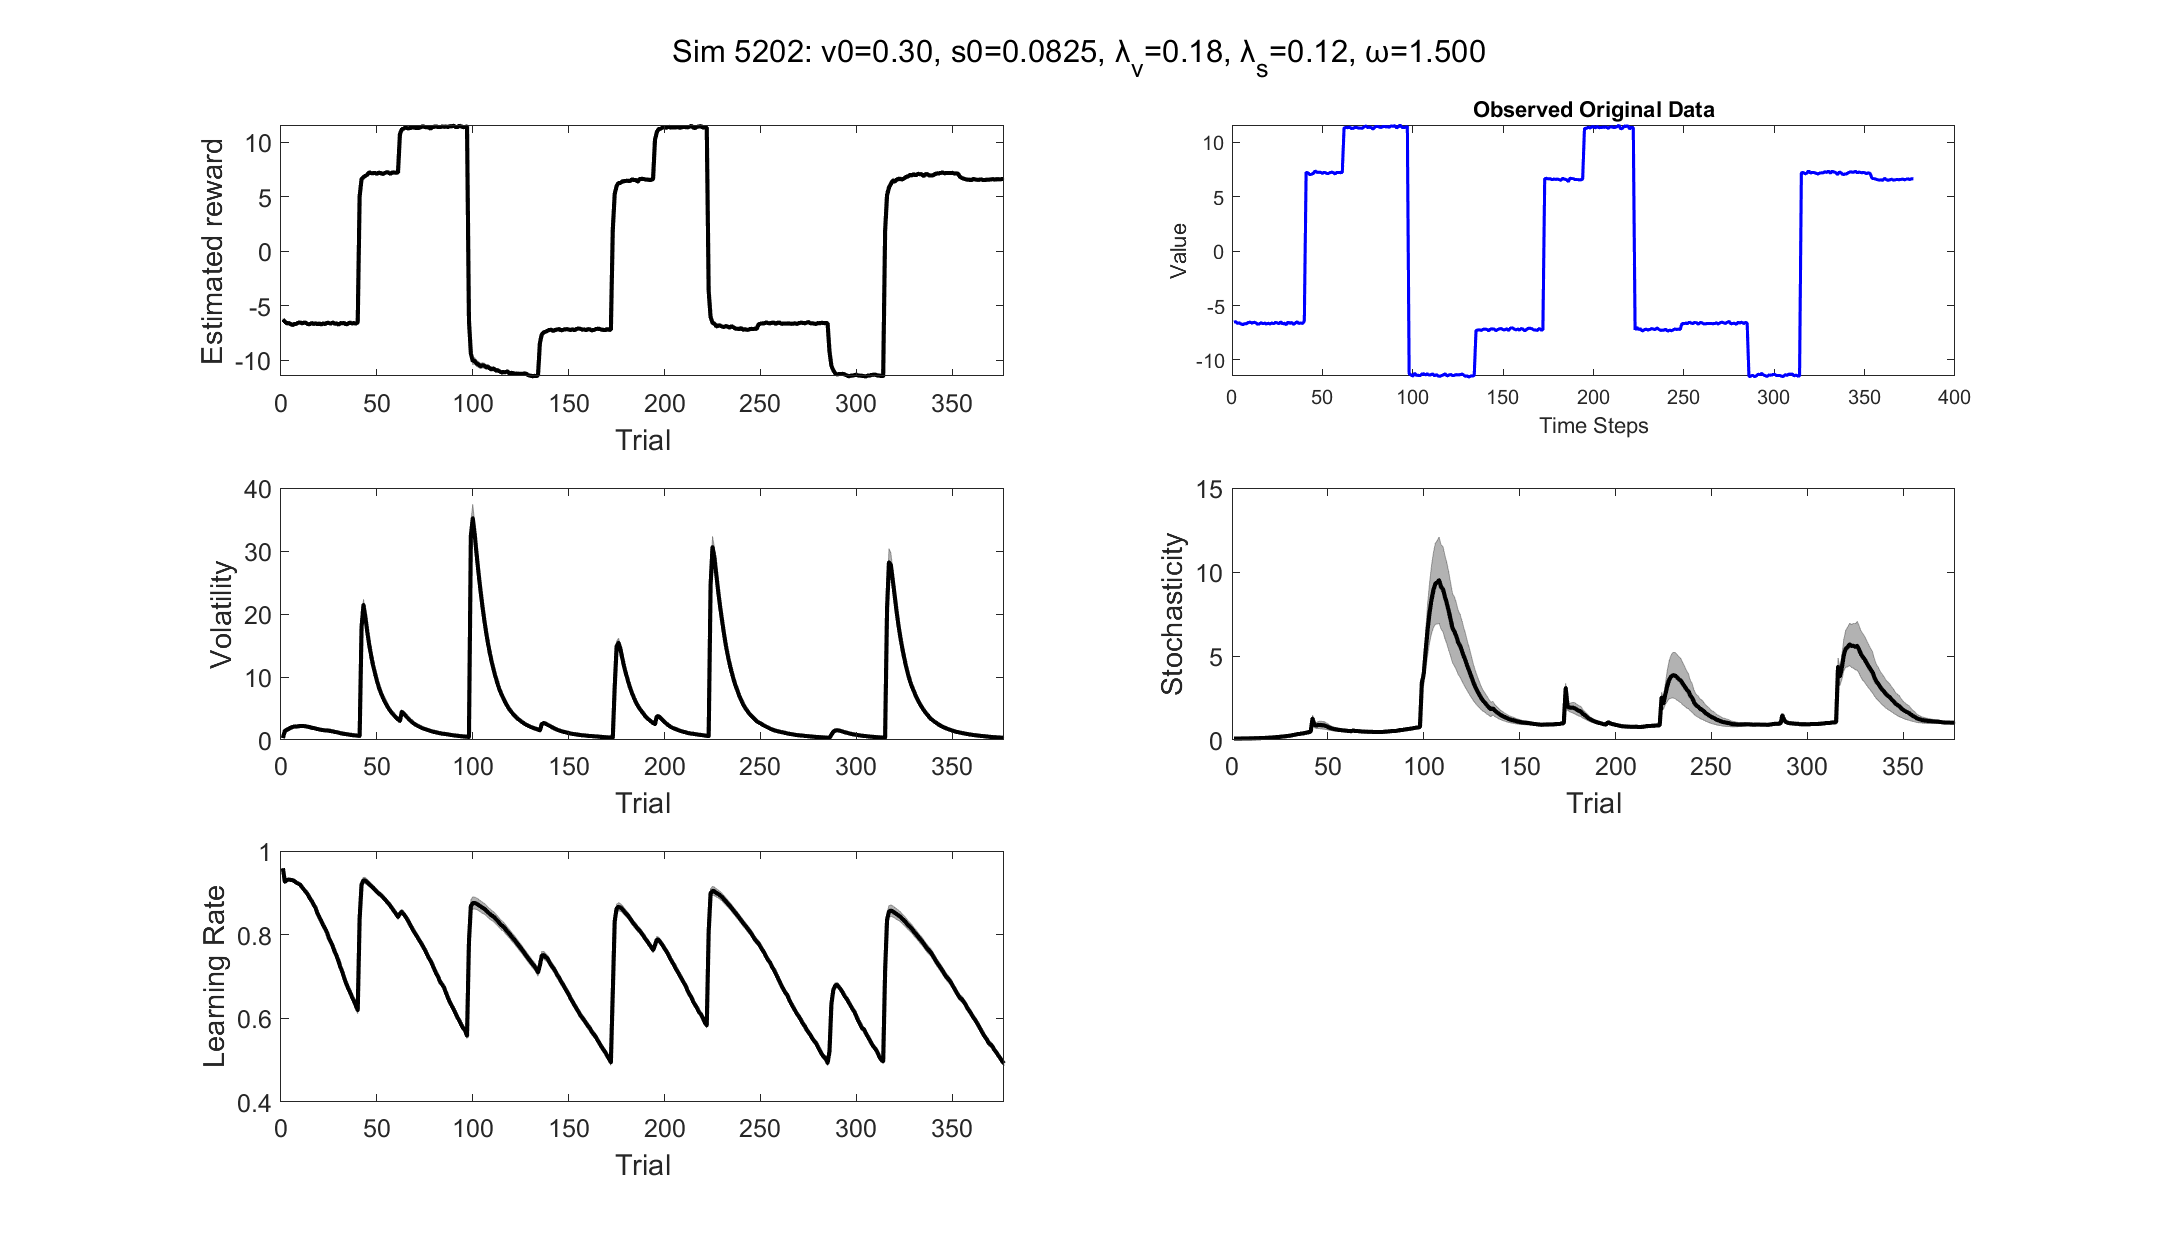 Sim 5202: v0=0.30, s0=0.0825, λ_v=0.18, λ_s=0.12, ω=1.500
Estimated reward
10
5
0
-5
-10
0 50 100 150 200 250 300 350
Trial
Observed Original Data
Value
10
5
0
-5
-10
0 50 100 150 200 250 300 350 400
Time Steps
Volatility
40
30
20
10
0
0 50 100 150 200 250 300 350
Trial
Stochasticity
15
10
5
0
0 50 100 150 200 250 300 350
Trial
Learning Rate
1
0.8
0.6
0.4
0 50 100 150 200 250 300 350
Trial